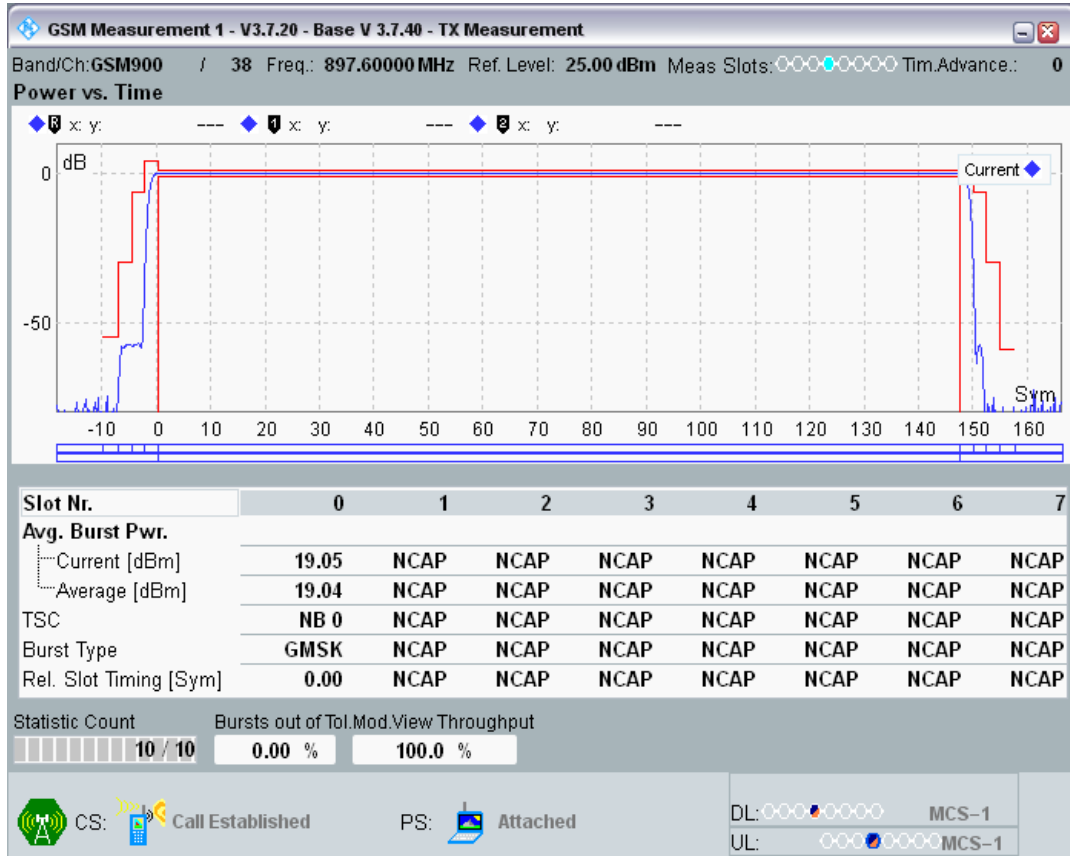 GSM Measurement 1 - V3.7.20 - Base V 3.7.40 - TX Measurement
Band/Ch:GSM900 / 38 Freq.: 897.60000 MHz Ref. Level: 25.00 dBm Meas Slots: Tim.Advance.: 0
Power vs. Time
R x: y: --- 1 x: y: --- 2 x: y: ---
dB
Current
0
-50
Sym
-10 0 10 20 30 40 50 60 70 80 90 100 110 120 130 140 150 160
Slot Nr. 0 1 2 3 4 5 6 7
Avg. Burst Pwr.
Current [dBm] 19.05 NCAP NCAP NCAP NCAP NCAP NCAP NCAP
Average [dBm] 19.04 NCAP NCAP NCAP NCAP NCAP NCAP NCAP
TSC NB 0 NCAP NCAP NCAP NCAP NCAP NCAP NCAP
Burst Type GMSK NCAP NCAP NCAP NCAP NCAP NCAP NCAP
Rel. Slot Timing [Sym] 0.00 NCAP NCAP NCAP NCAP NCAP NCAP NCAP
Statistic Count Bursts out of Tol. Mod.View Throughput
10 / 10 0.00 % 100.0 %
CS: Call Established PS: Attached DL: MCS-1
UL: MCS-1